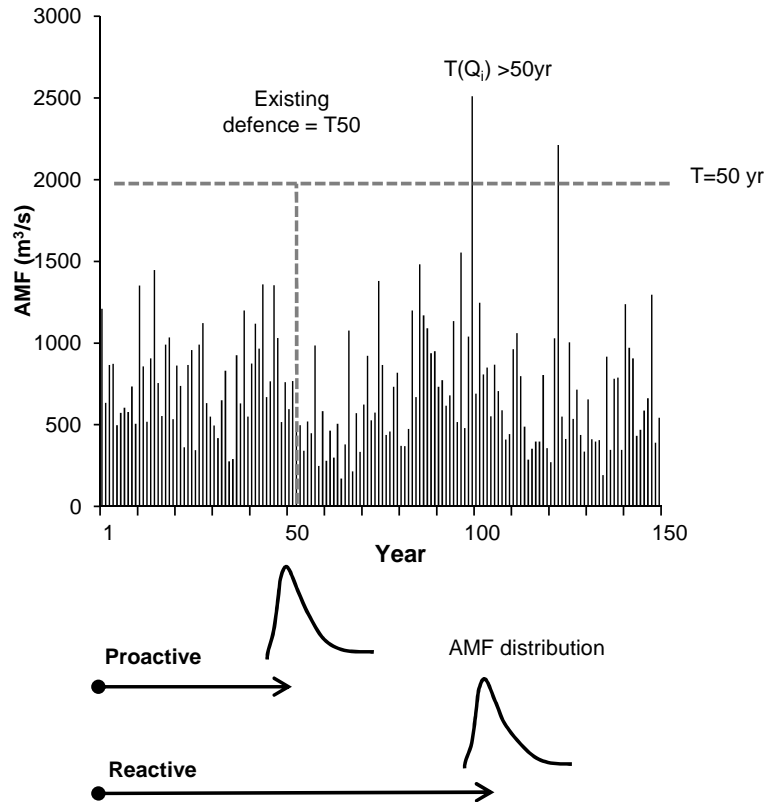 3000
2500
2000
1500
1000
500
0
AMF (m³/s)
T(Qᵢ) >50yr
Existing
defence = T50
T=50 yr
1
50
100
150
Year
Proactive
AMF distribution
Reactive